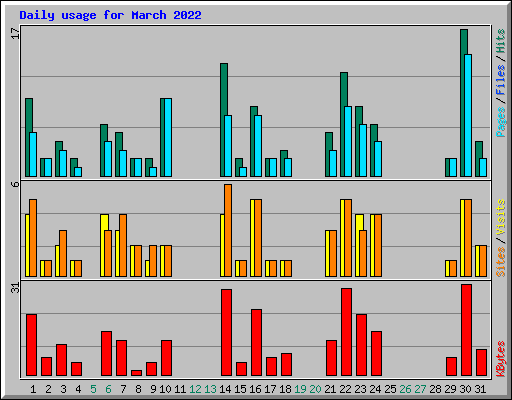 Daily usage for March 2022
17
Pages / Files / Hits
6
Sites / Visits
31
KBytes
1 2 3 4 5 6 7 8 9 10 11 12 13 14 15 16 17 18 19 20 21 22 23 24 25 26 27 28 29 30 31